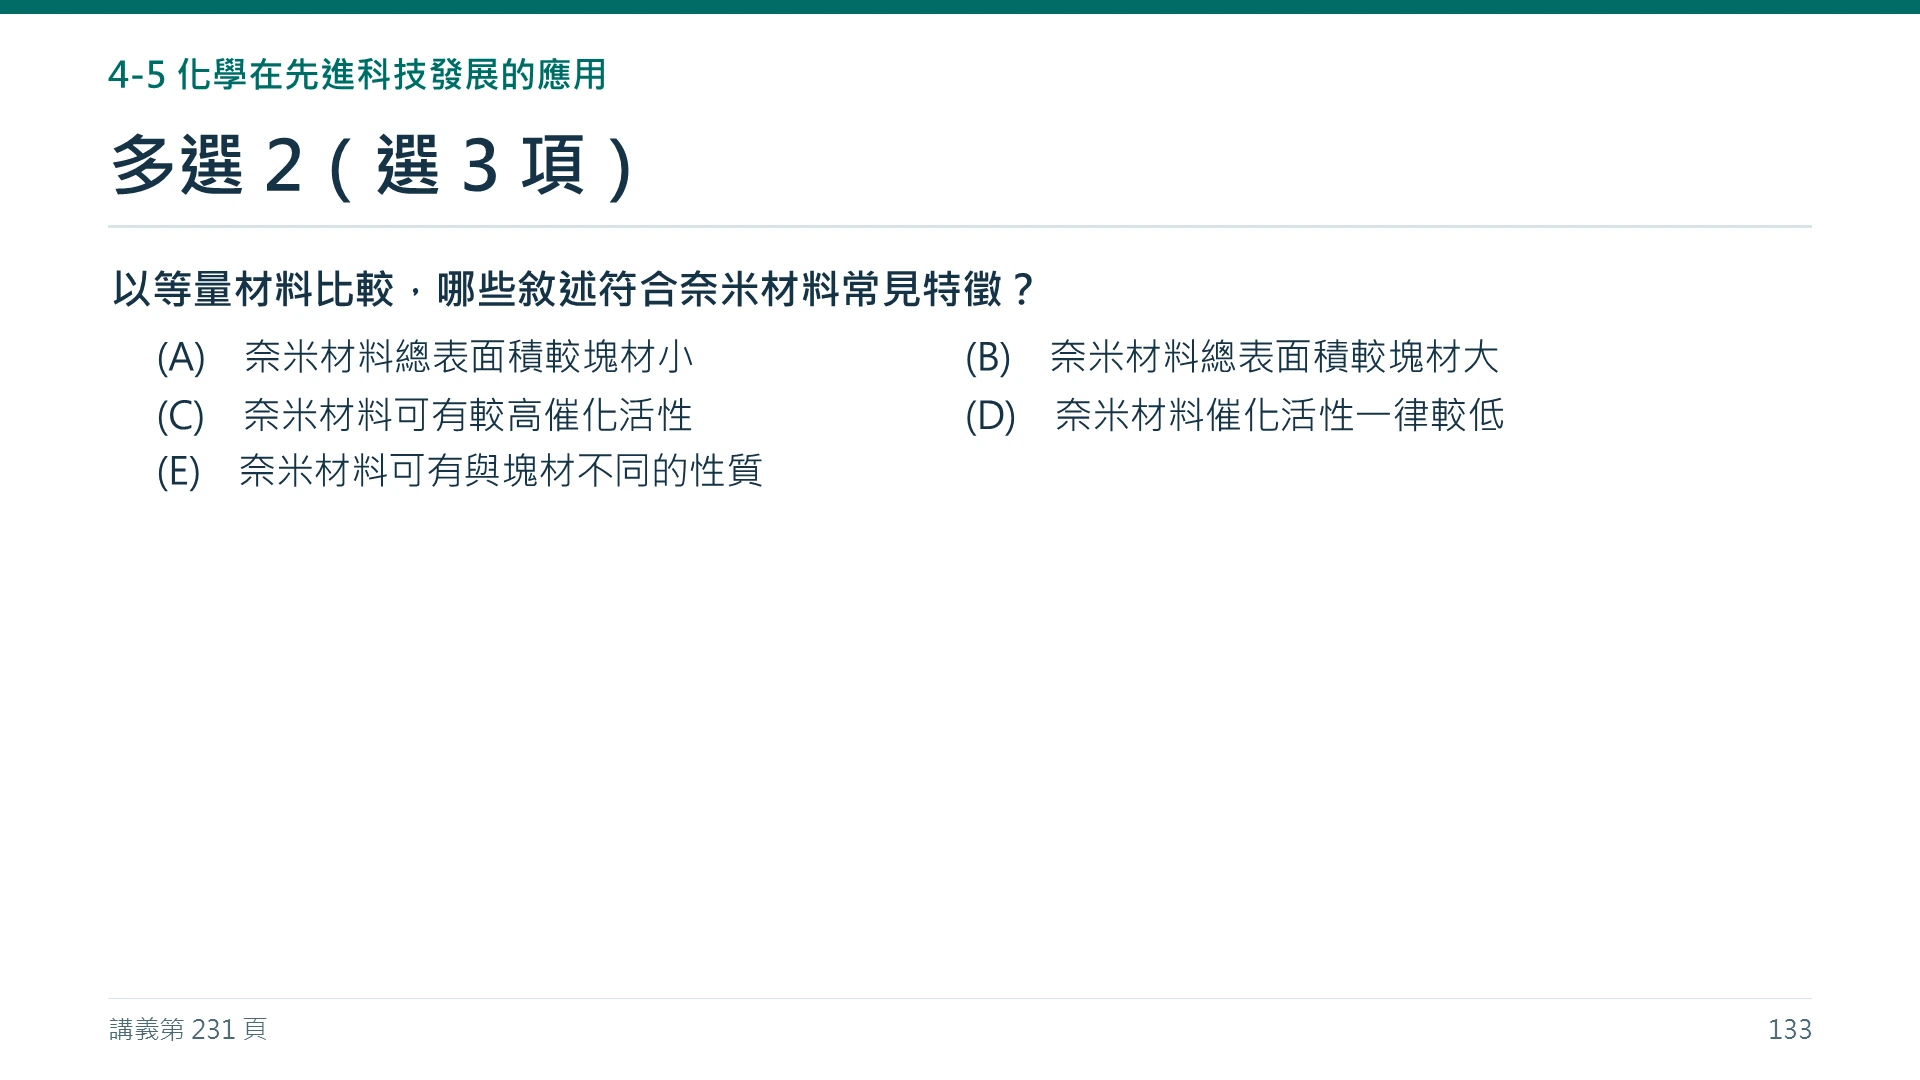 4-5 化學在先進科技發展的應用
多選 2（選 3 項）
以等量材料比較，哪些敘述符合奈米材料常見特徵？
(A) 奈米材料總表面積較塊材小 (B) 奈米材料總表面積較塊材大
(C) 奈米材料可有較高催化活性 (D) 奈米材料催化活性一律較低
(E) 奈米材料可有與塊材不同的性質
講義第 231 頁 133